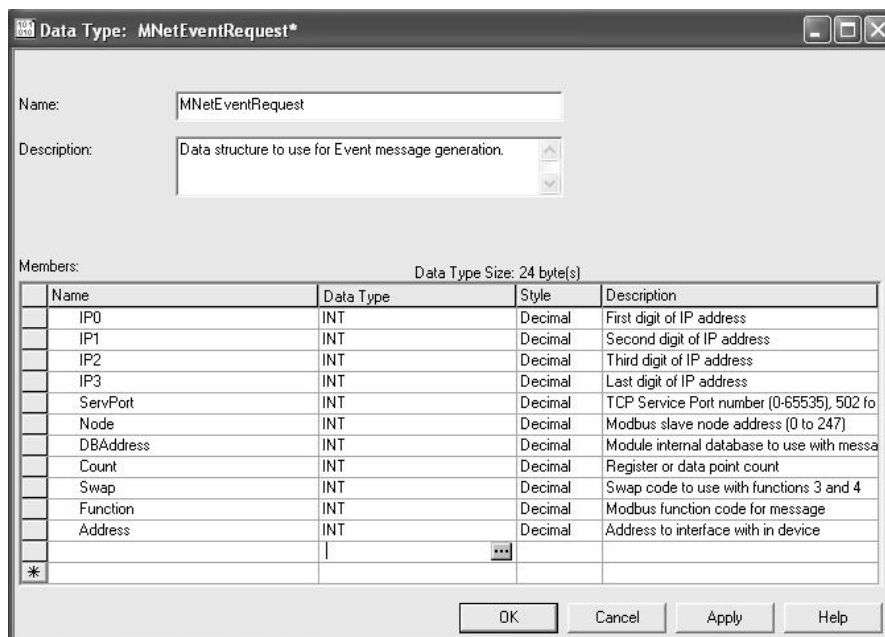 Data Type: MNetEventRequest*
Name: MNetEventRequest
Description: Data structure to use for Event message generation.
Members: Data Type Size: 24 byte(s)
Name Data Type Style Description
IP0 INT Decimal First digit of IP address
IP1 INT Decimal Second digit of IP address
IP2 INT Decimal Third digit of IP address
IP3 INT Decimal Last digit of IP address
ServPort INT Decimal TCP Service Port number (0-65535), 502 fo
Node INT Decimal Modbus slave node address (0 to 247)
DBAddress INT Decimal Module internal database to use with messa
Count INT Decimal Register or data point count
Swap INT Decimal Swap code to use with functions 3 and 4
Function INT Decimal Modbus function code for message
Address INT Decimal Address to interface with in device
OK Cancel Apply Help